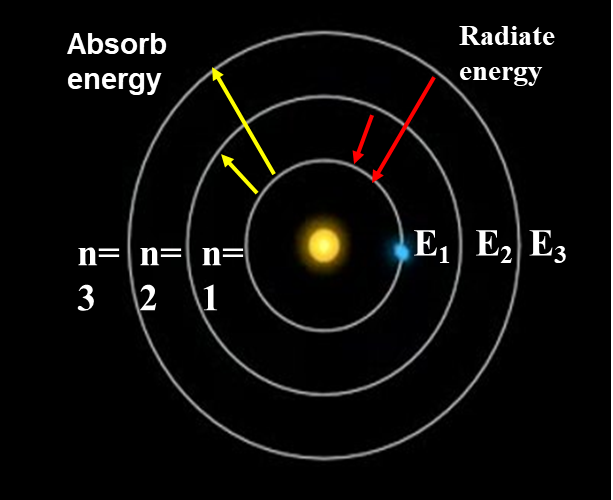 Absorb
energy
Radiate
energy
n= n= n=
3 2 1
E₁ E₂ E₃